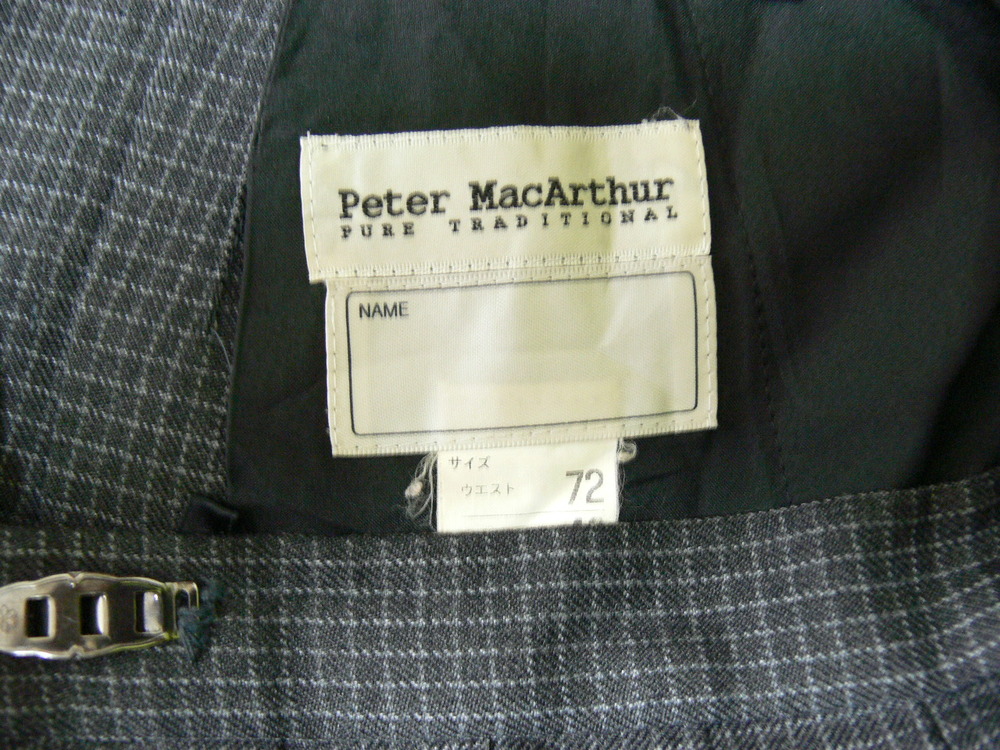 Peter MacArthur
PURE TRADITIONAL
NAME
サイズ
ウエスト 72